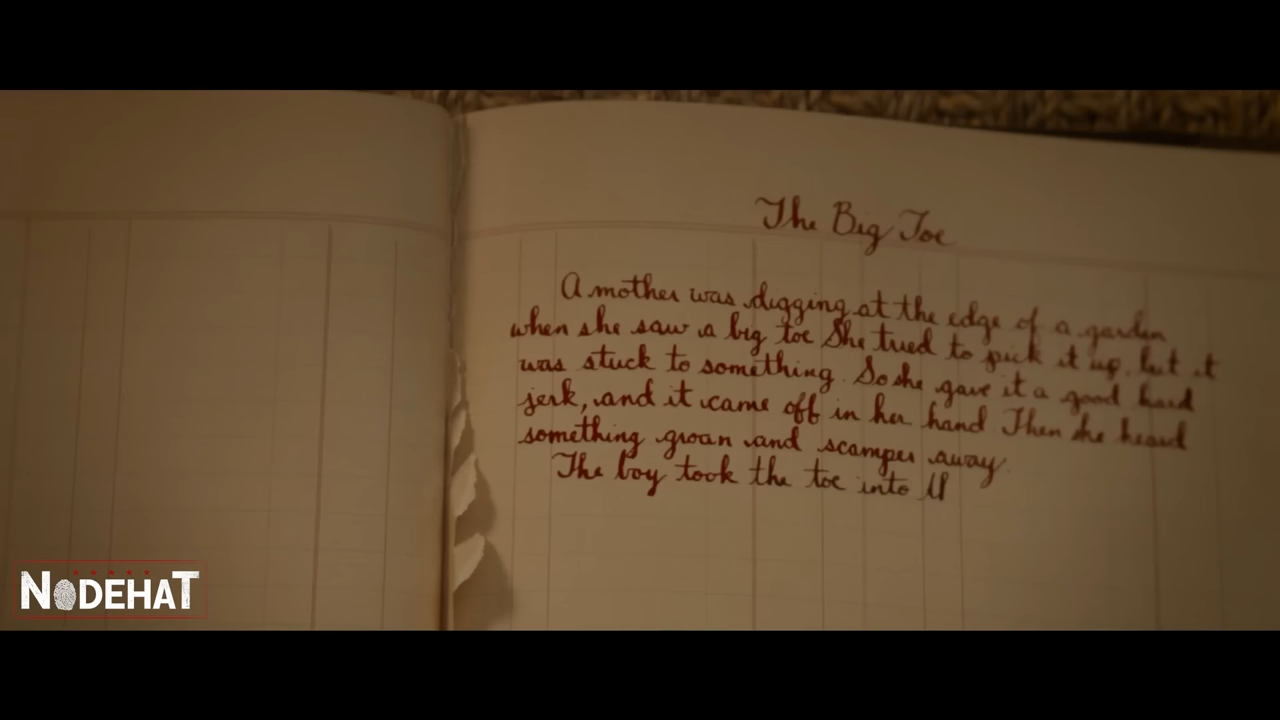 The Big Toe
A mother was digging at the edge of a garden
when she saw a big toe She tried to pick it up, but it
was stuck to something. So she gave it a good hard
jerk, and it came off in her hand Then she heard
something groan and scamper away.
The boy took the toe into
NODEHAT